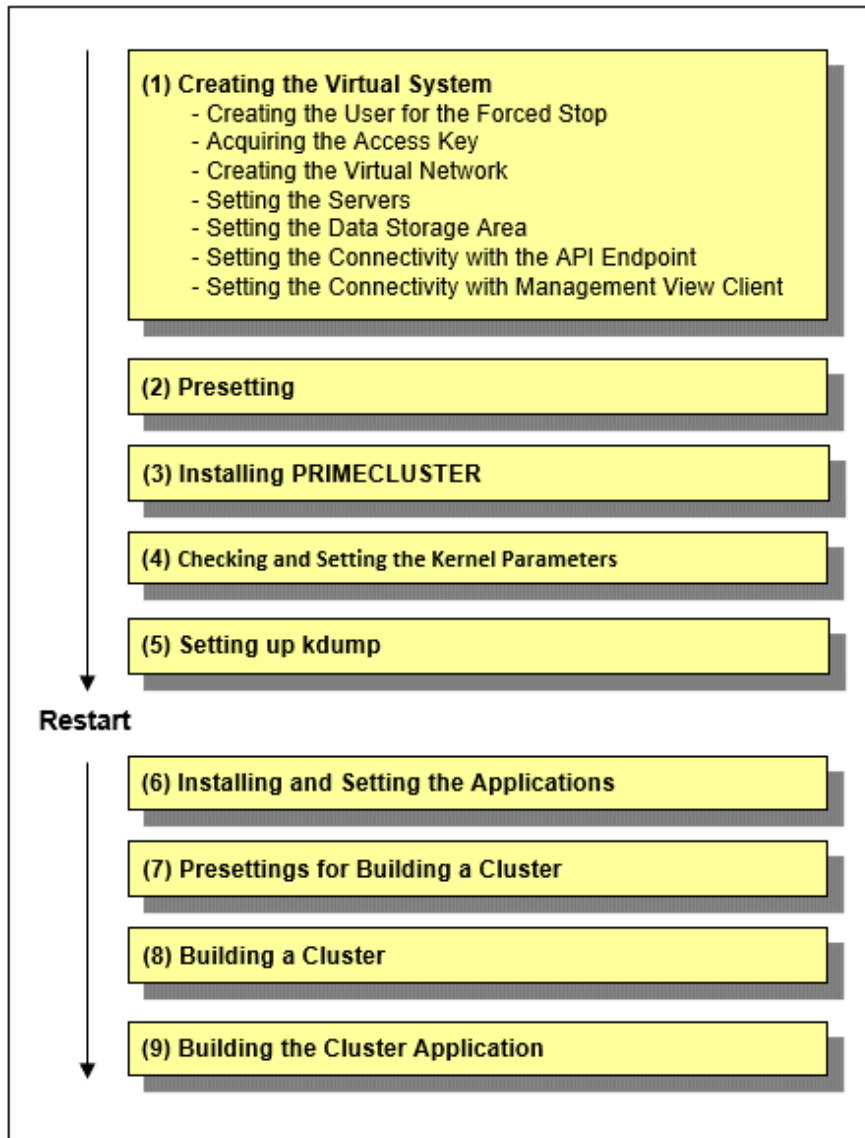 (1) Creating the Virtual System
- Creating the User for the Forced Stop
- Acquiring the Access Key
- Creating the Virtual Network
- Setting the Servers
- Setting the Data Storage Area
- Setting the Connectivity with the API Endpoint
- Setting the Connectivity with Management View Client
(2) Presetting
(3) Installing PRIMECLUSTER
(4) Checking and Setting the Kernel Parameters
(5) Setting up kdump
Restart
(6) Installing and Setting the Applications
(7) Presettings for Building a Cluster
(8) Building a Cluster
(9) Building the Cluster Application